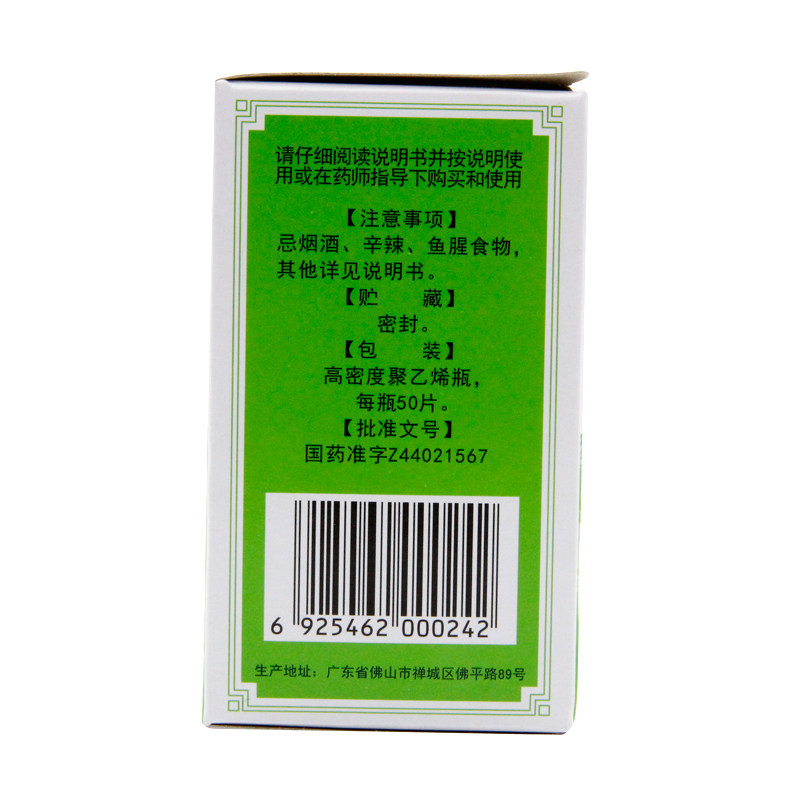 请仔细阅读说明书并按说明使
用或在药师指导下购买和使用
【注意事项】
忌烟酒、辛辣、鱼腥食物，
其他详见说明书。
【贮 藏】
密封。
【包 装】
高密度聚乙烯瓶，
每瓶50片。
【批准文号】
国药准字Z44021567
6 925462 000242
生产地址：广东省佛山市禅城区佛平路89号